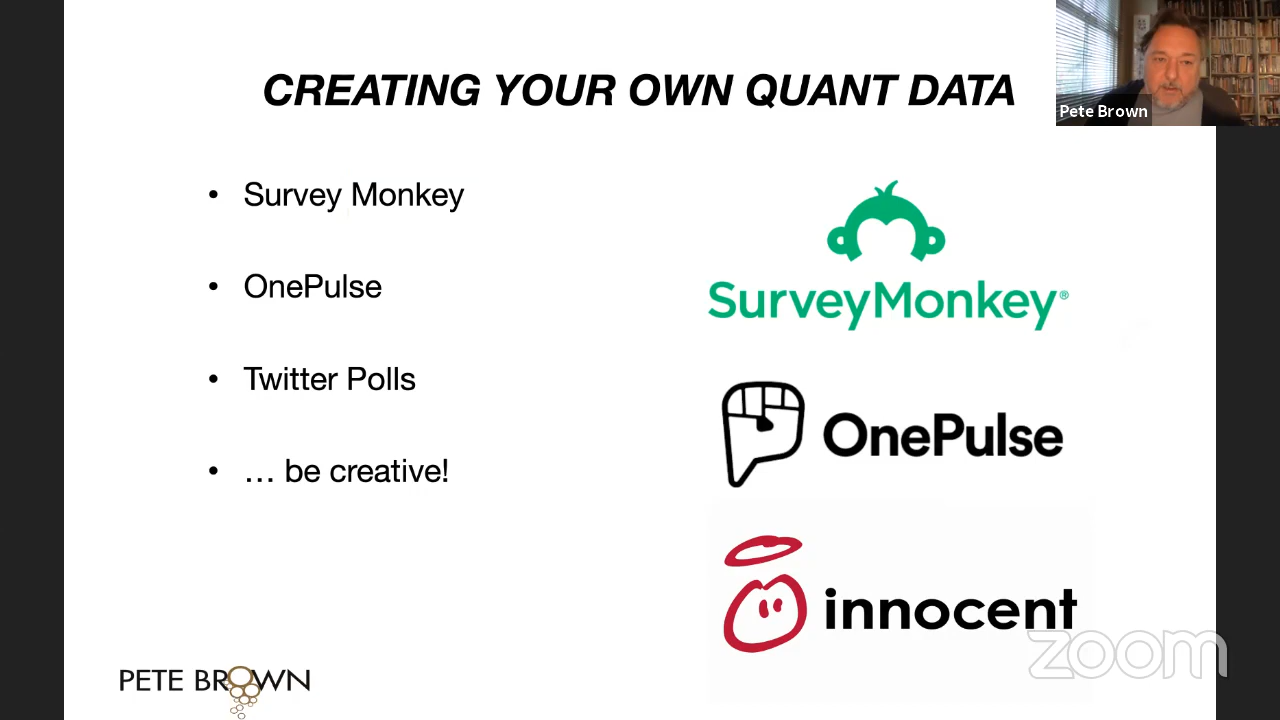 CREATING YOUR OWN QUANT DATA
Pete Brown
• Survey Monkey
• OnePulse
• Twitter Polls
• … be creative!
SurveyMonkey®
OnePulse
innocent
zoom
PETE BROWN